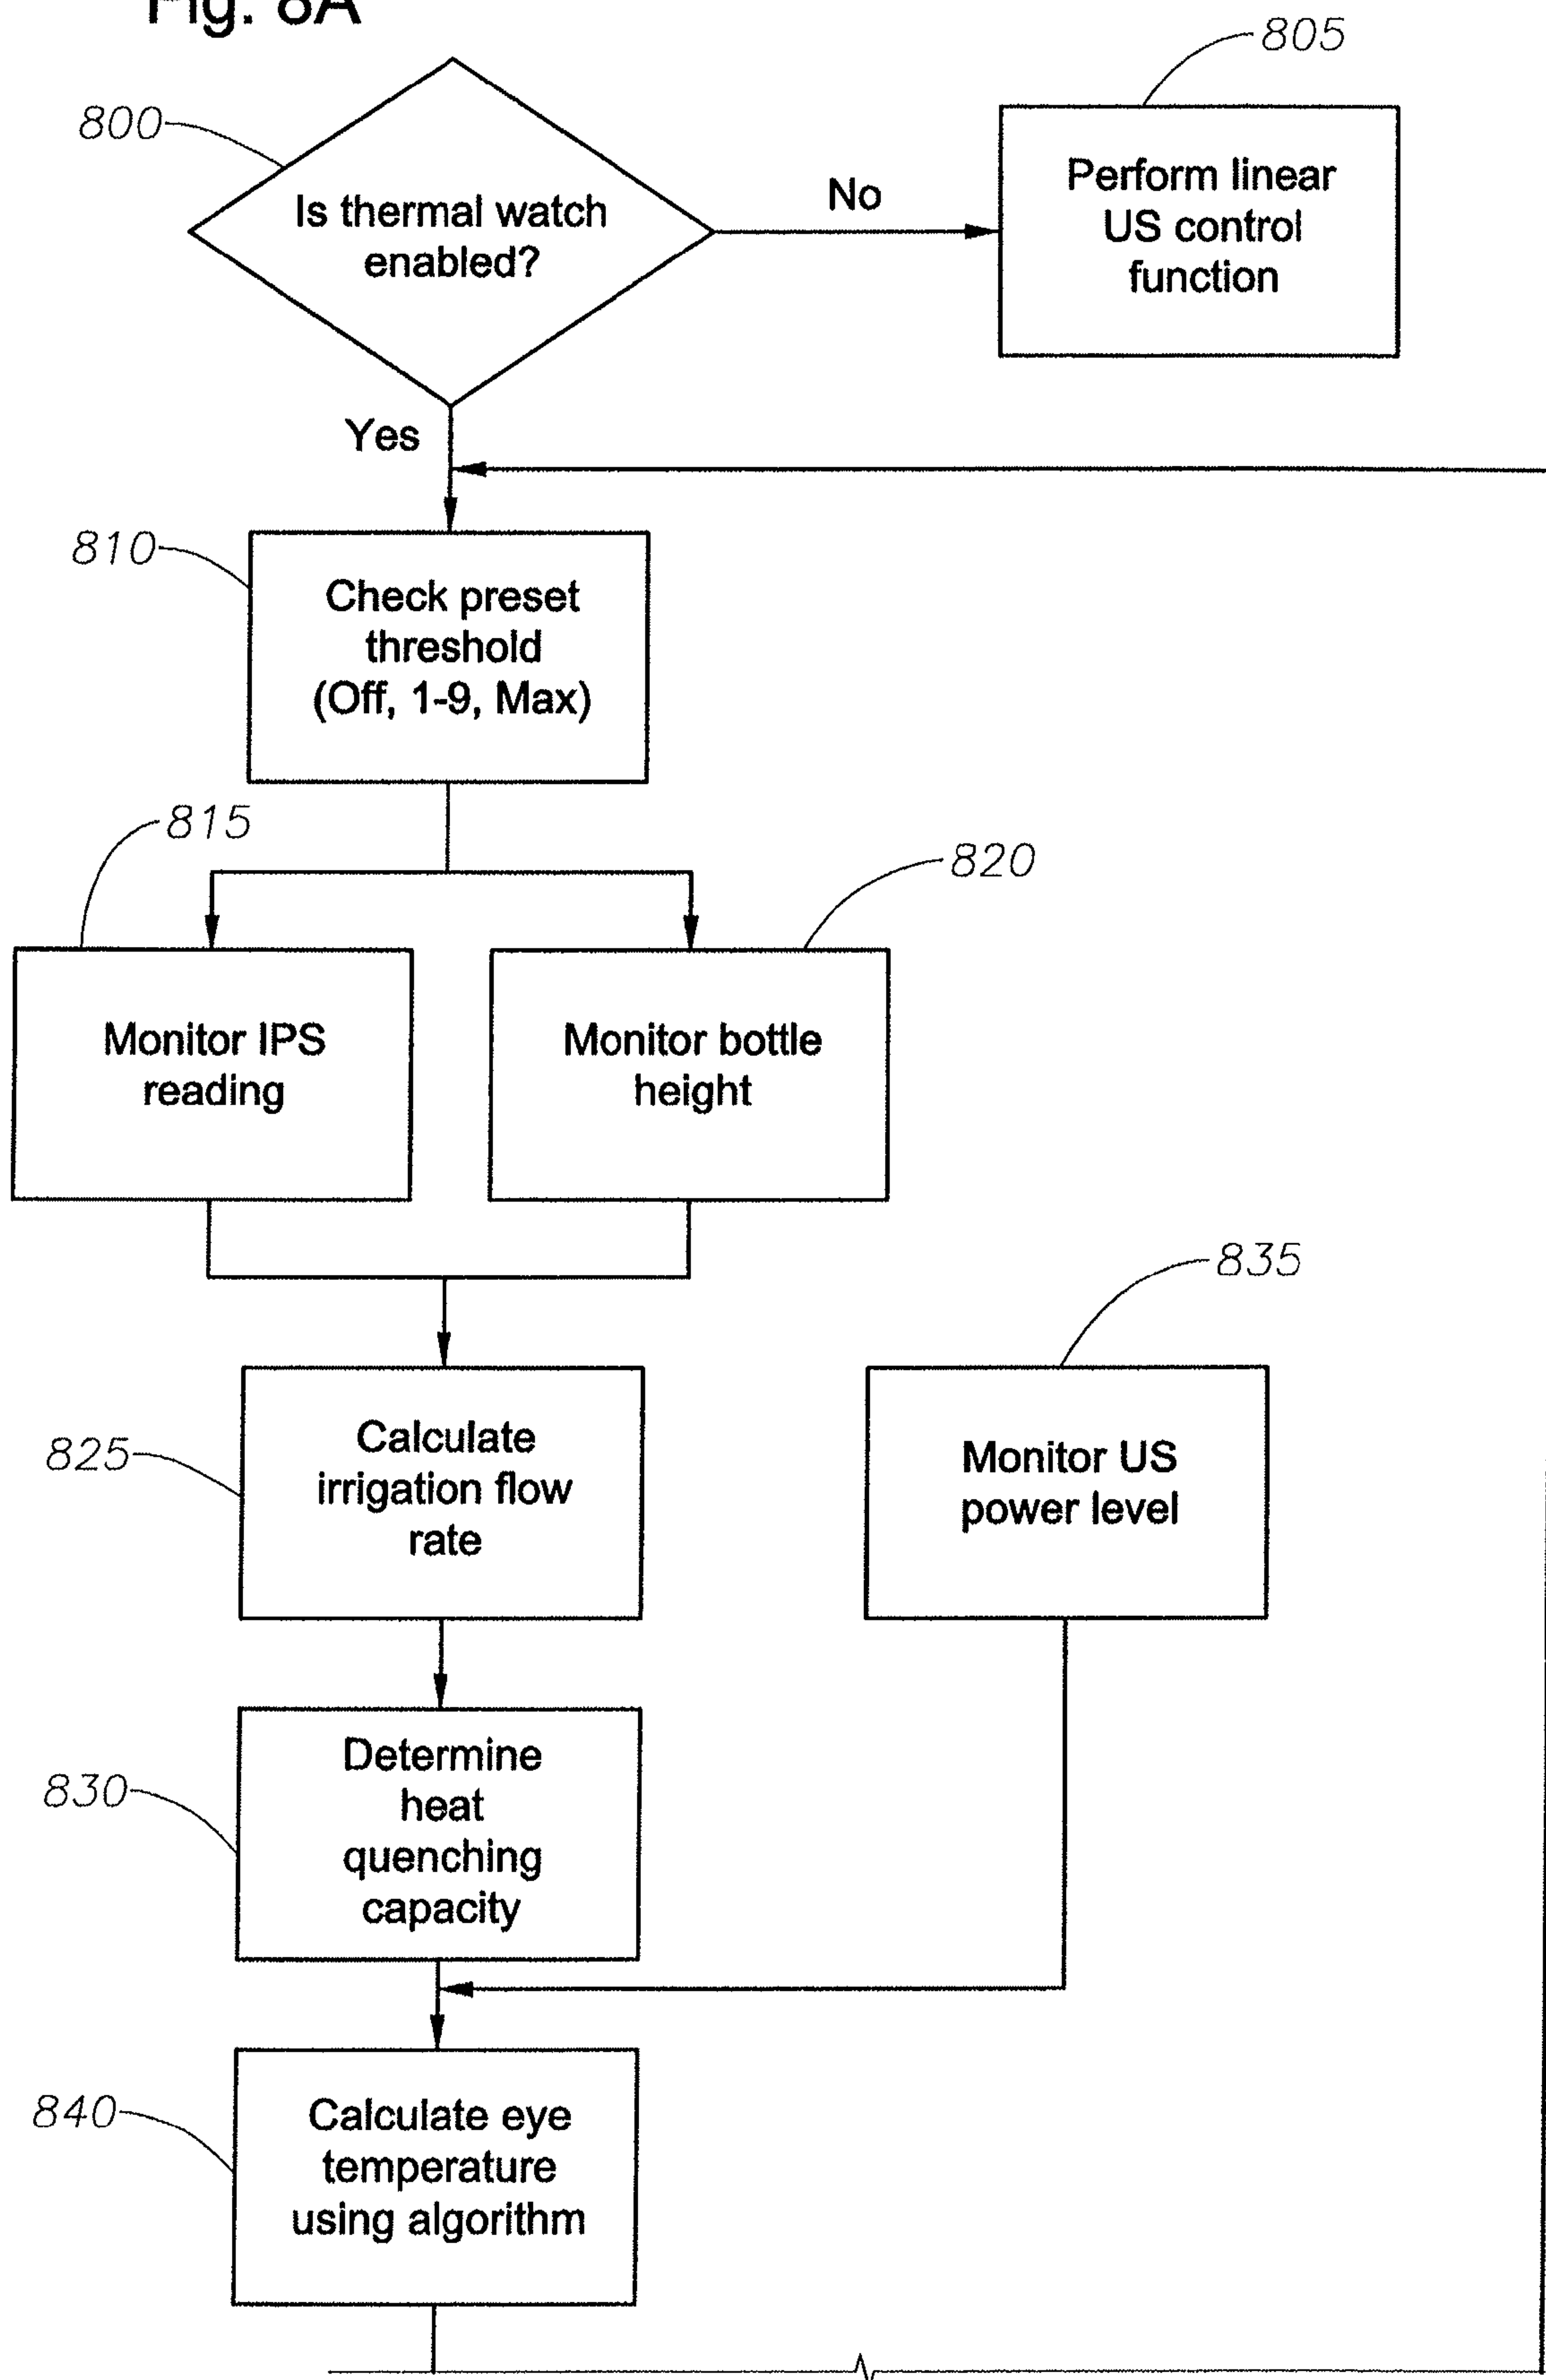 Fig. 8A
805
800
Is thermal watch
enabled?
No
Perform linear
US control
function
Yes
810
Check preset
threshold
(Off, 1-9, Max)
815
820
Monitor IPS
reading
Monitor bottle
height
835
825
Calculate
irrigation flow
rate
Monitor US
power level
830
Determine
heat
quenching
capacity
840
Calculate eye
temperature
using algorithm